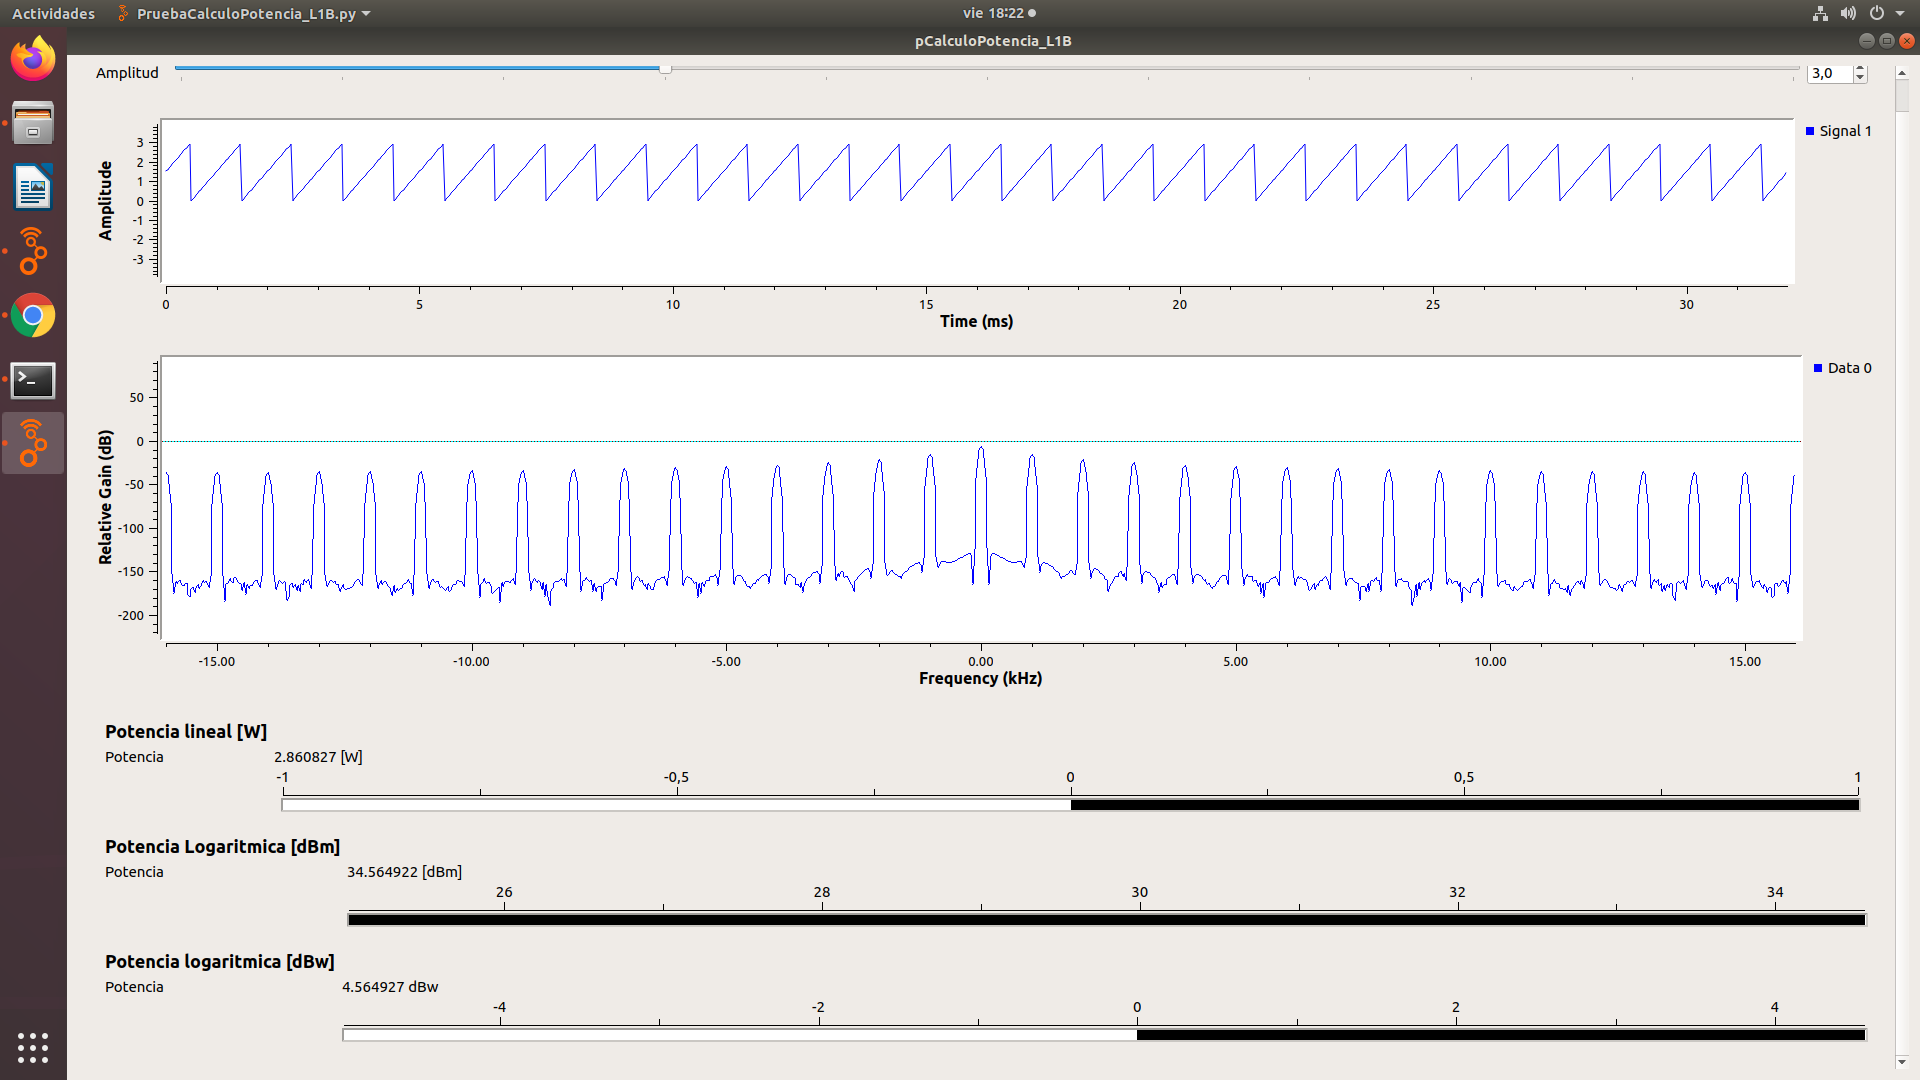 Actividades PruebaCalculoPotencia_L1B.py vie 18:22
pCalculoPotencia_L1B
Amplitud 3,0
Signal 1
Amplitude
3
2
1
0
-1
-2
-3
0 5 10 15 20 25 30
Time (ms)
Data 0
Relative Gain (dB)
50
0
-50
-100
-150
-200
-15.00 -10.00 -5.00 0.00 5.00 10.00 15.00
Frequency (kHz)
Potencia lineal [W]
Potencia 2.860827 [W]
-1 -0,5 0 0,5 1
Potencia Logaritmica [dBm]
Potencia 34.564922 [dBm]
26 28 30 32 34
Potencia logaritmica [dBw]
Potencia 4.564927 dBw
-4 -2 0 2 4